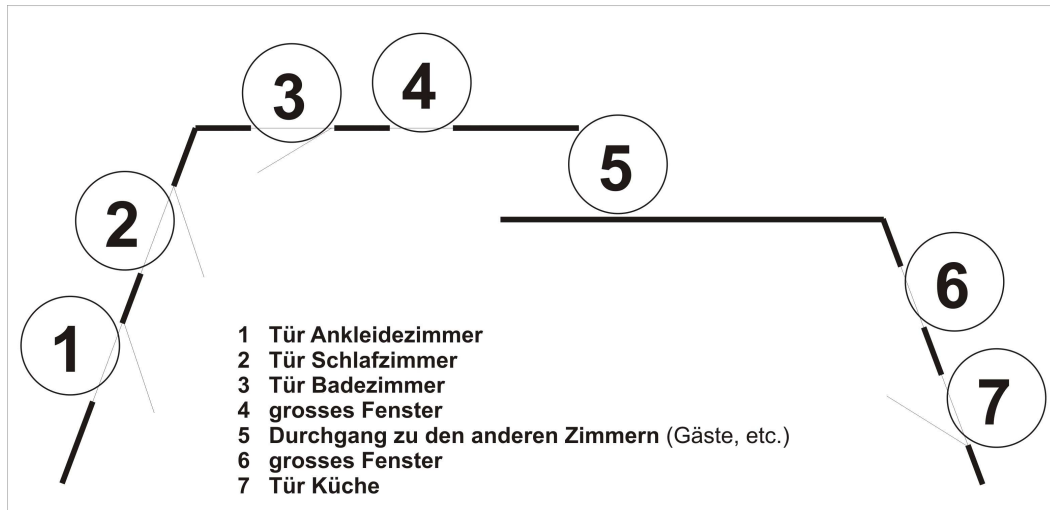 3
4
5
2
6
1
7
1 Tür Ankleidezimmer
2 Tür Schlafzimmer
3 Tür Badezimmer
4 grosses Fenster
5 Durchgang zu den anderen Zimmern (Gäste, etc.)
6 grosses Fenster
7 Tür Küche